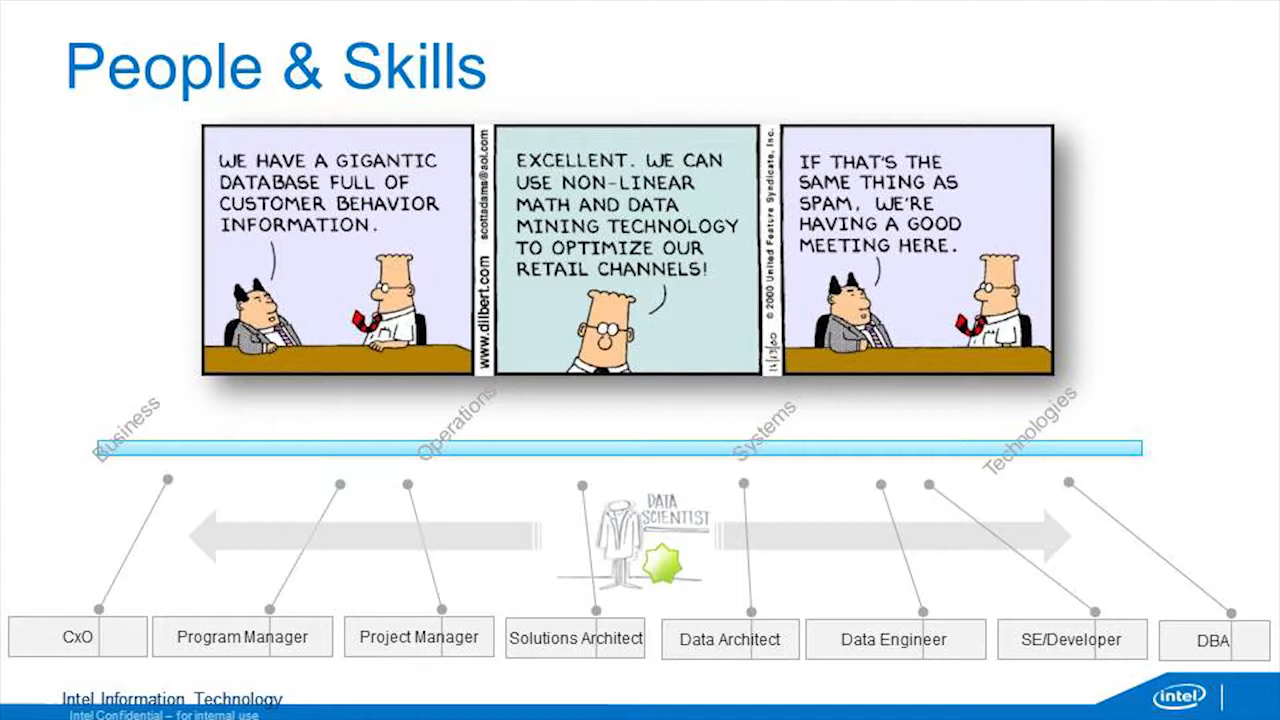 People & Skills
WE HAVE A GIGANTIC
DATABASE FULL OF
CUSTOMER BEHAVIOR
INFORMATION.
www.dilbert.com scottadams@aol.com
EXCELLENT. WE CAN
USE NON-LINEAR
MATH AND DATA
MINING TECHNOLOGY
TO OPTIMIZE OUR
RETAIL CHANNELS!
© 2000 United Feature Syndicate, Inc.
IF THAT'S THE
SAME THING AS
SPAM, WE'RE
HAVING A GOOD
MEETING HERE.
Business
Operations
Systems
Technologies
DATA
SCIENTIST
CxO
Program Manager
Project Manager
Solutions Architect
Data Architect
Data Engineer
SE/Developer
DBA
Intel Information Technology
Intel Confidential – for internal use
intel